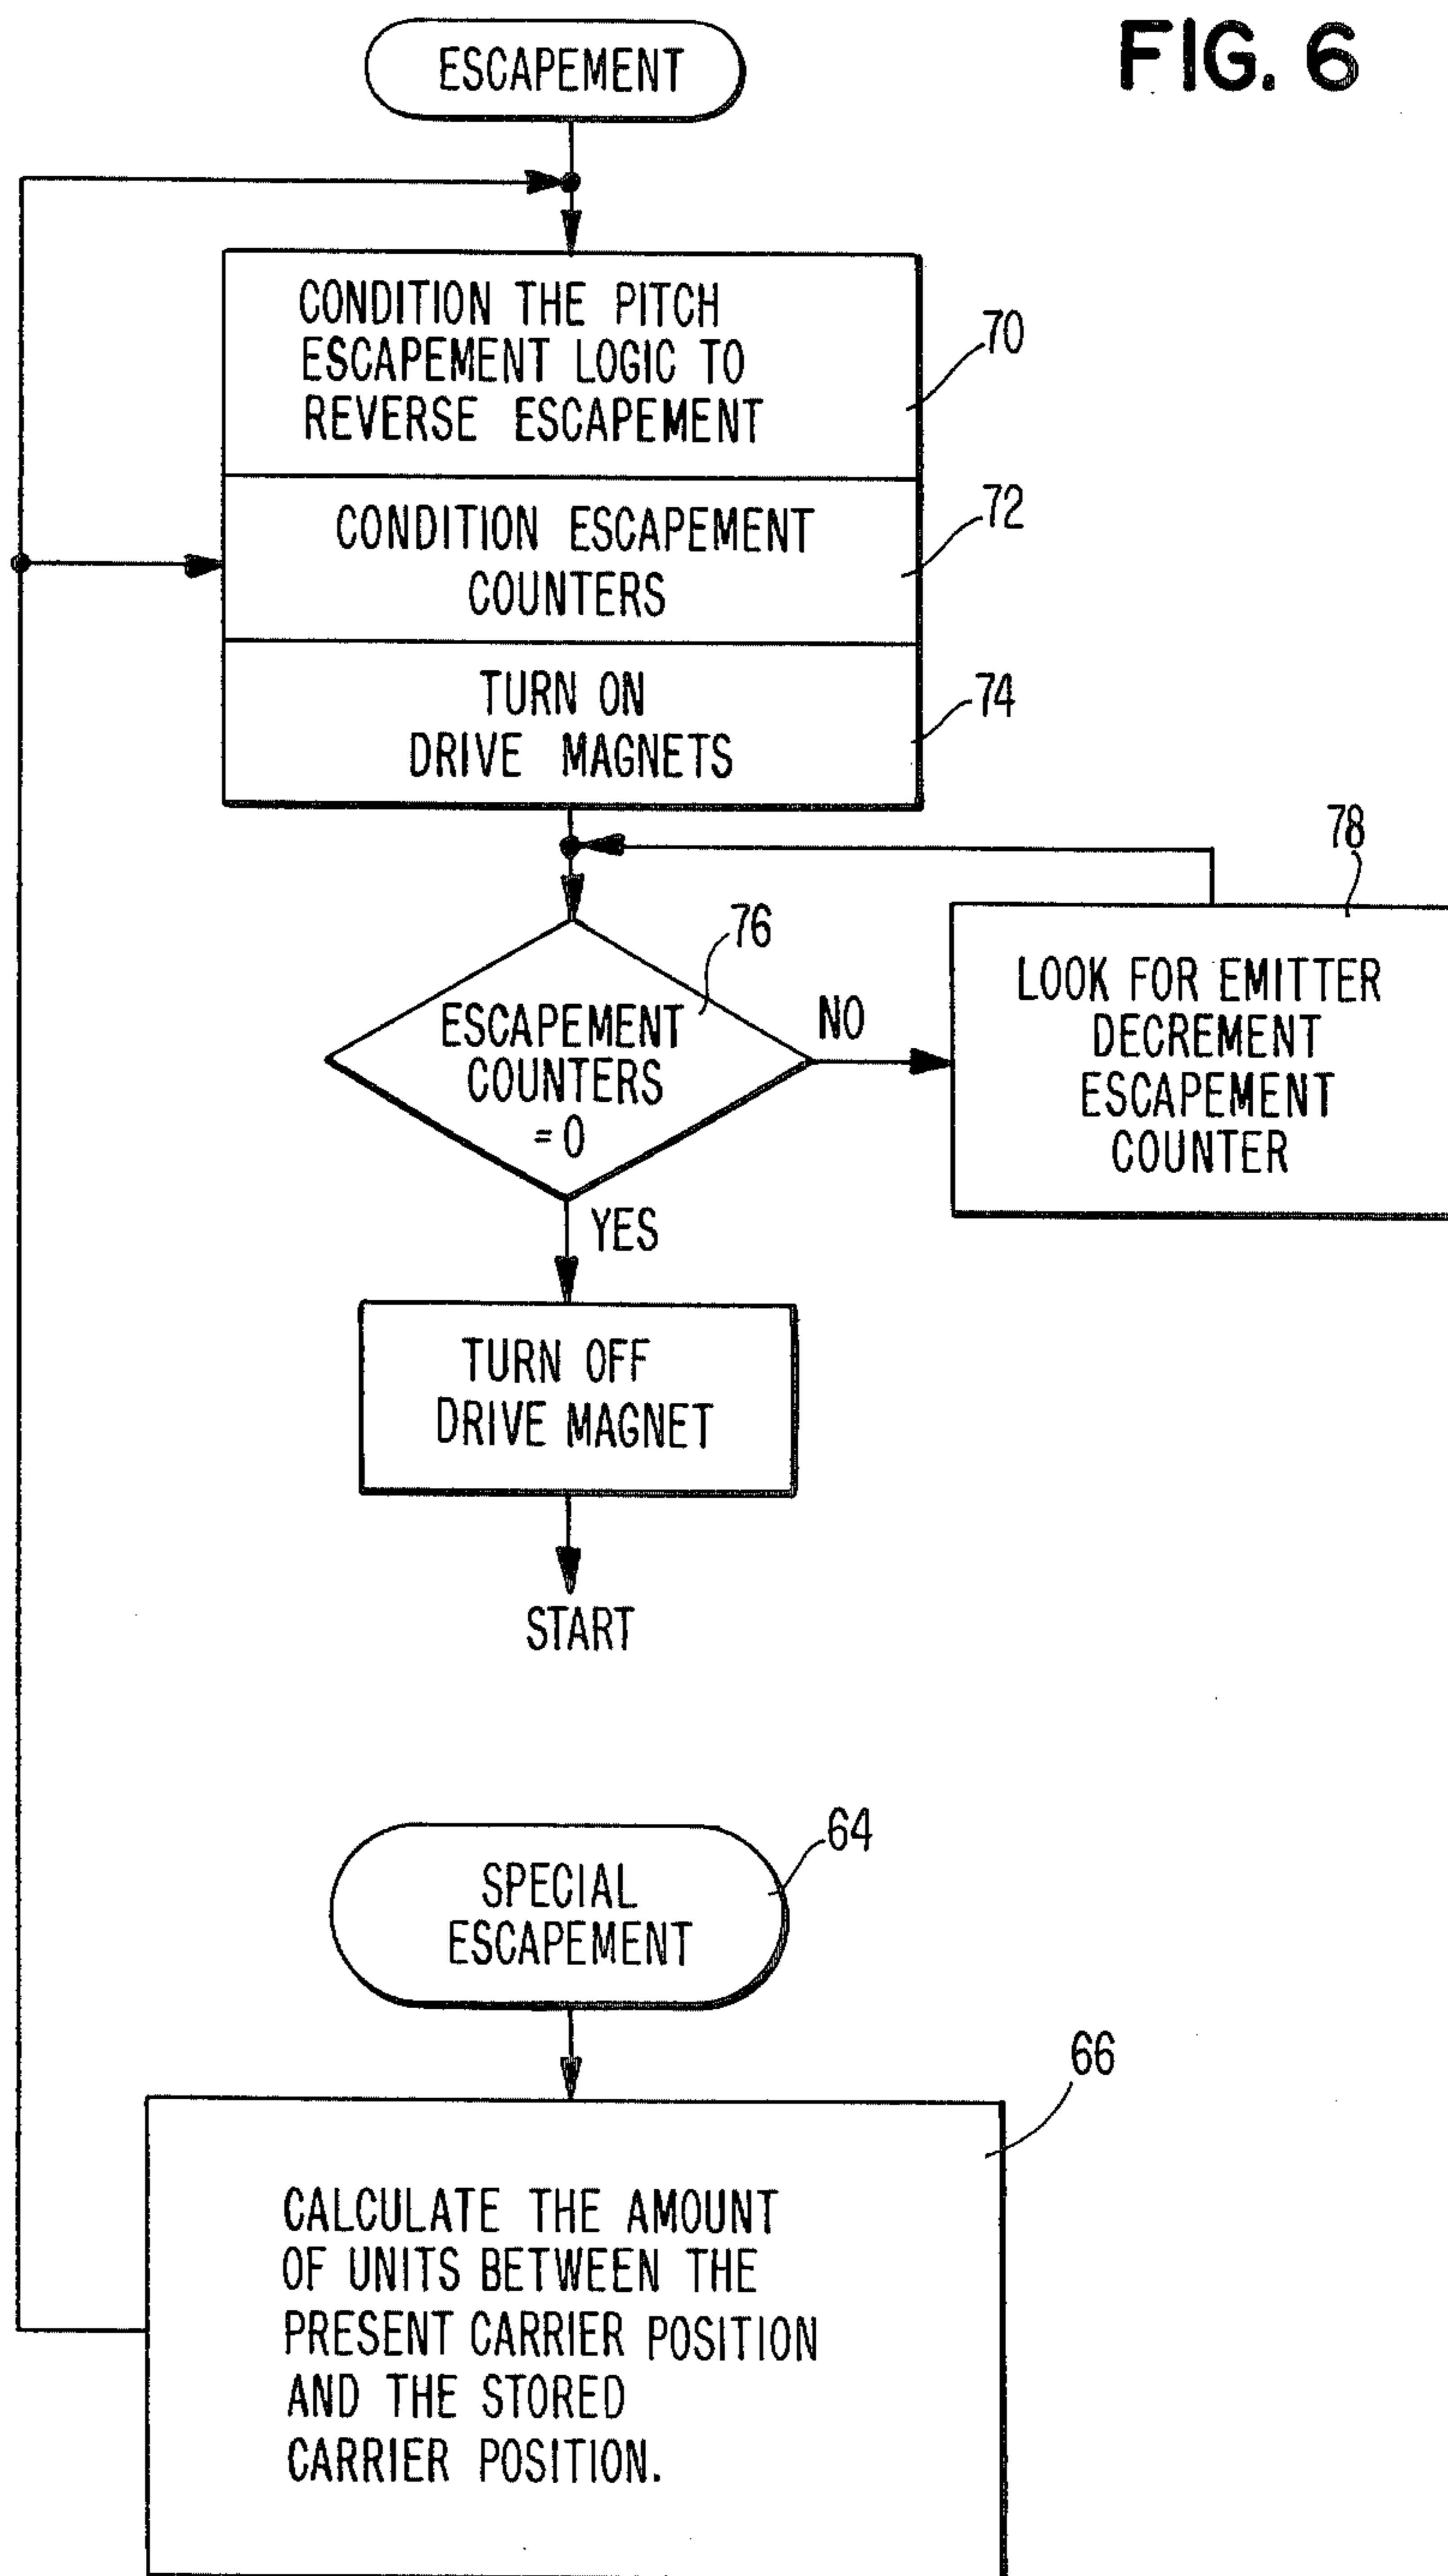 FIG. 6
ESCAPEMENT
CONDITION THE PITCH
ESCAPEMENT LOGIC TO
REVERSE ESCAPEMENT
70
CONDITION ESCAPEMENT
COUNTERS
72
TURN ON
DRIVE MAGNETS
74
76
ESCAPEMENT
COUNTERS
= 0
NO
78
LOOK FOR EMITTER
DECREMENT
ESCAPEMENT
COUNTER
YES
TURN OFF
DRIVE MAGNET
START
64
SPECIAL
ESCAPEMENT
66
CALCULATE THE AMOUNT
OF UNITS BETWEEN THE
PRESENT CARRIER POSITION
AND THE STORED
CARRIER POSITION.